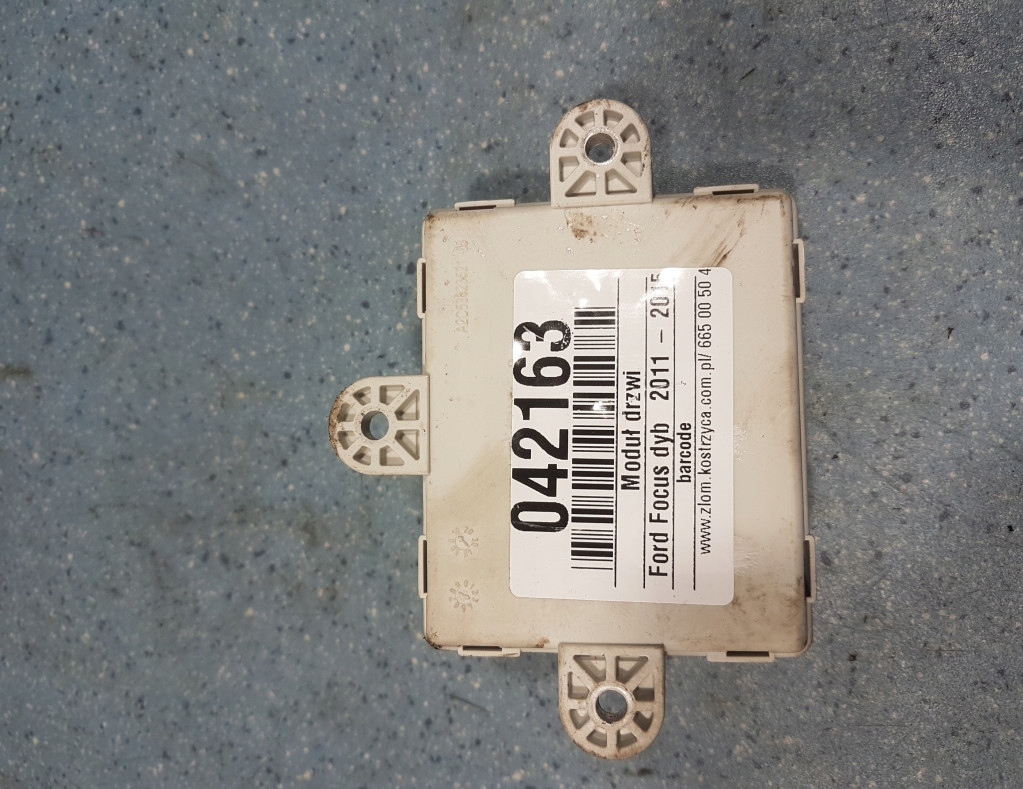 042163
Moduł drzwi
Ford Focus dyb 2011 - 2015
barcode
www.zlom.kostrzyca.com.pl/ 665 00 50 4